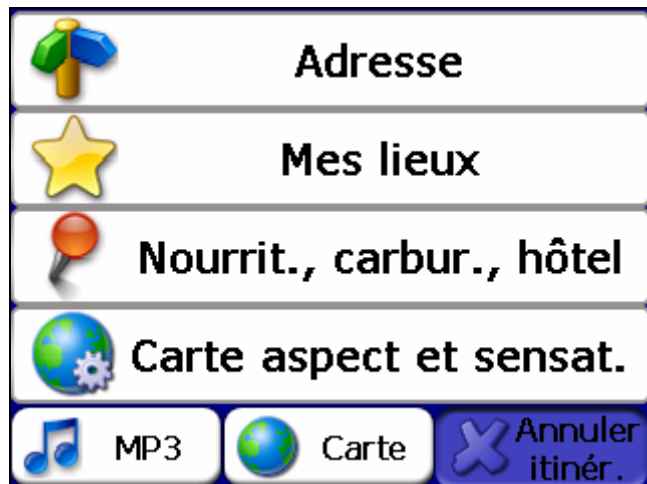 Adresse
Mes lieux
Nourrit., carbur., hôtel
Carte aspect et sensat.
MP3
Carte
Annuler
itinér.